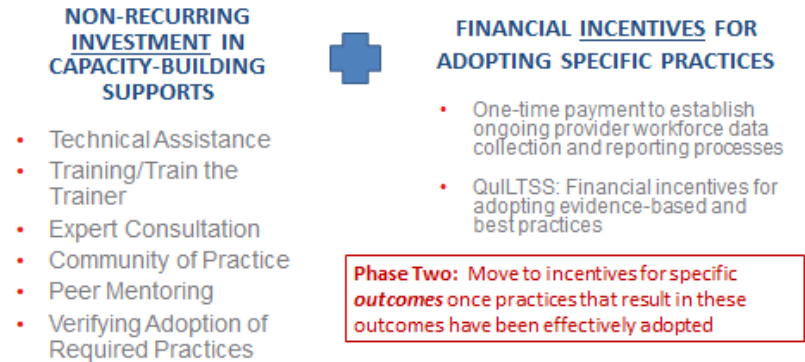 NON-RECURRING
INVESTMENT IN
CAPACITY-BUILDING
SUPPORTS
• Technical Assistance
• Training/Train the
Trainer
• Expert Consultation
• Community of Practice
• Peer Mentoring
• Verifying Adoption of
Required Practices
FINANCIAL INCENTIVES FOR
ADOPTING SPECIFIC PRACTICES
• One-time payment to establish
ongoing provider workforce data
collection and reporting processes
• QuILTSS: Financial incentives for
adopting evidence-based and
best practices
Phase Two: Move to incentives for specific
outcomes once practices that result in these
outcomes have been effectively adopted